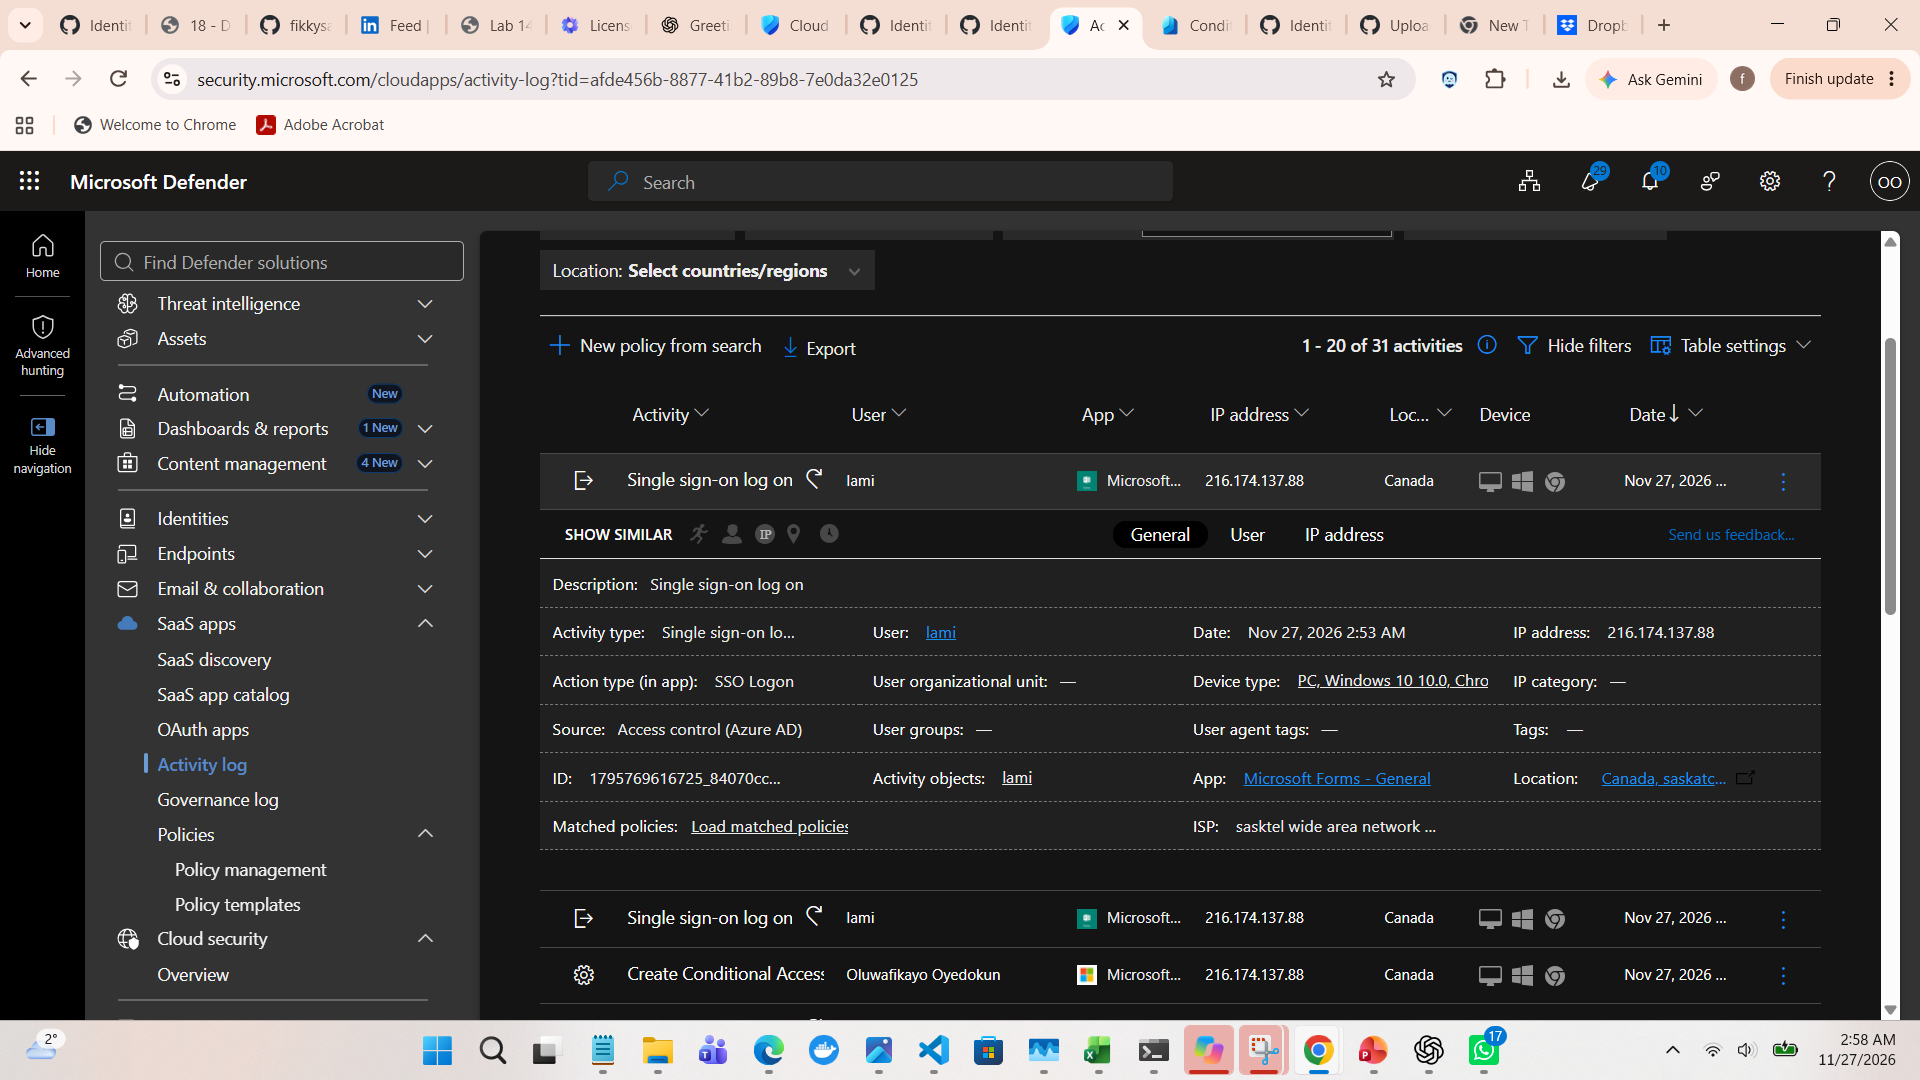 Identit
18 - D
fikkysa
Feed |
Lab 14
Licens
Greeti
Cloud
Identit
Identit
Ac
Condit
Identit
Uploa
New T
Dropb
security.microsoft.com/cloudapps/activity-log?tid=afde456b-8877-41b2-89b8-7e0da32e0125
Ask Gemini
f
Finish update
Welcome to Chrome
Adobe Acrobat
Microsoft Defender
Search
29
10
OO
Home
Advanced
hunting
Hide
navigation
Find Defender solutions
Threat intelligence
Assets
Automation New
Dashboards & reports 1 New
Content management 4 New
Identities
Endpoints
Email & collaboration
SaaS apps
SaaS discovery
SaaS app catalog
OAuth apps
Activity log
Governance log
Policies
Policy management
Policy templates
Cloud security
Overview
Location: Select countries/regions
New policy from search
Export
1 - 20 of 31 activities
Hide filters
Table settings
Activity User App IP address Loc... Device Date
Single sign-on log on lami Microsoft... 216.174.137.88 Canada Nov 27, 2026 ...
SHOW SIMILAR IP General User IP address Send us feedback...
Description: Single sign-on log on
Activity type: Single sign-on lo... User: lami Date: Nov 27, 2026 2:53 AM IP address: 216.174.137.88
Action type (in app): SSO Logon User organizational unit: — Device type: PC, Windows 10 10.0, Chro IP category: —
Source: Access control (Azure AD) User groups: — User agent tags: — Tags: —
ID: 1795769616725_84070cc... Activity objects: lami App: Microsoft Forms - General Location: Canada, saskatc...
Matched policies: Load matched policies ISP: sasktel wide area network ...
Single sign-on log on lami Microsoft... 216.174.137.88 Canada Nov 27, 2026 ...
Create Conditional Access Oluwafikayo Oyedokun Microsoft... 216.174.137.88 Canada Nov 27, 2026 ...
2°
17
2:58 AM
11/27/2026